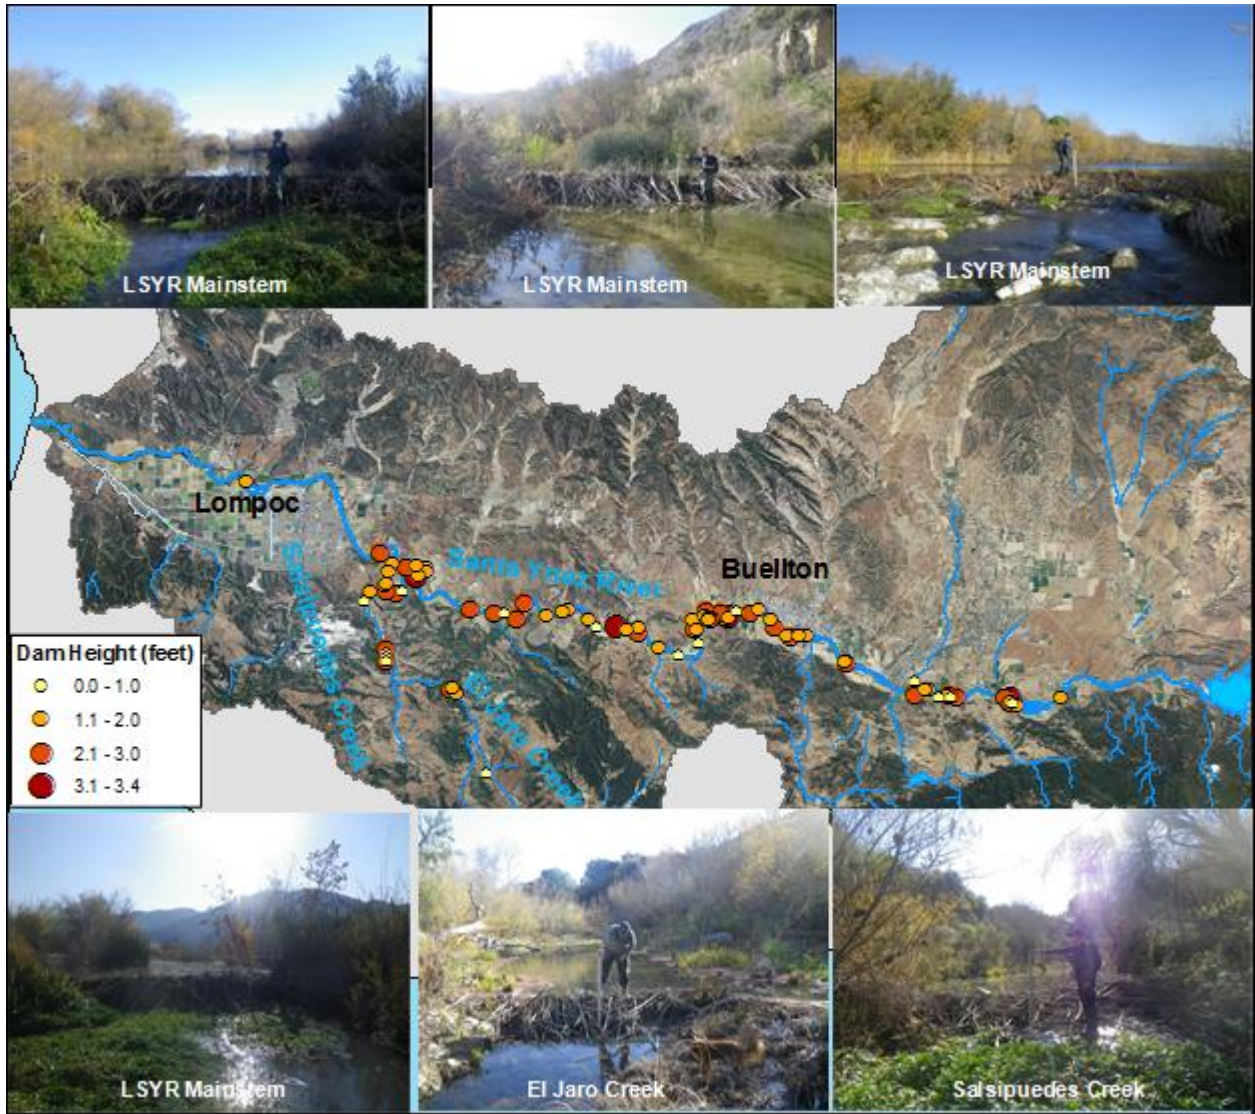 LSYR Mainstem
LSYR Mainstem
LSYR Mainstem
Lompoc
Santa Ynez River
Buellton
Salsipuedes Creek
El Jaro Creek
Dam Height (feet)
0.0 - 1.0
1.1 - 2.0
2.1 - 3.0
3.1 - 3.4
LSYR Mainstem
El Jaro Creek
Salsipuedes Creek